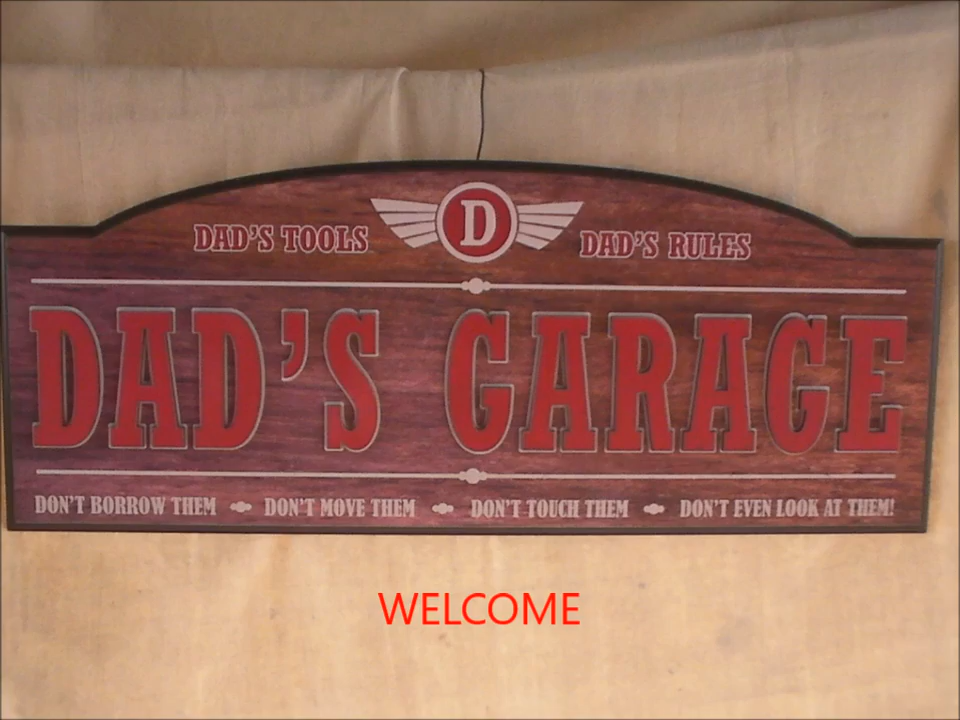 D
DAD'S TOOLS DAD'S RULES
DAD'S GARAGE
DON'T BORROW THEM DON'T MOVE THEM DON'T TOUCH THEM DON'T EVEN LOOK AT THEM!
WELCOME